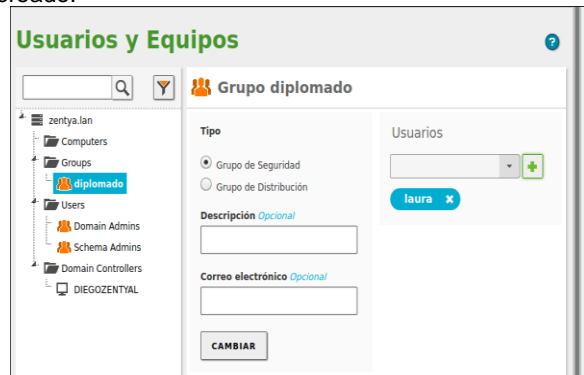 creado.
Usuarios y Equipos
Grupo diplomado
zentya.lan
Computers
Groups
diplomado
Users
Domain Admins
Schema Admins
Domain Controllers
DIEGOZENTYAL
Tipo
Grupo de Seguridad
Grupo de Distribución
Descripción Opcional
Correo electrónico Opcional
CAMBIAR
Usuarios
laura x